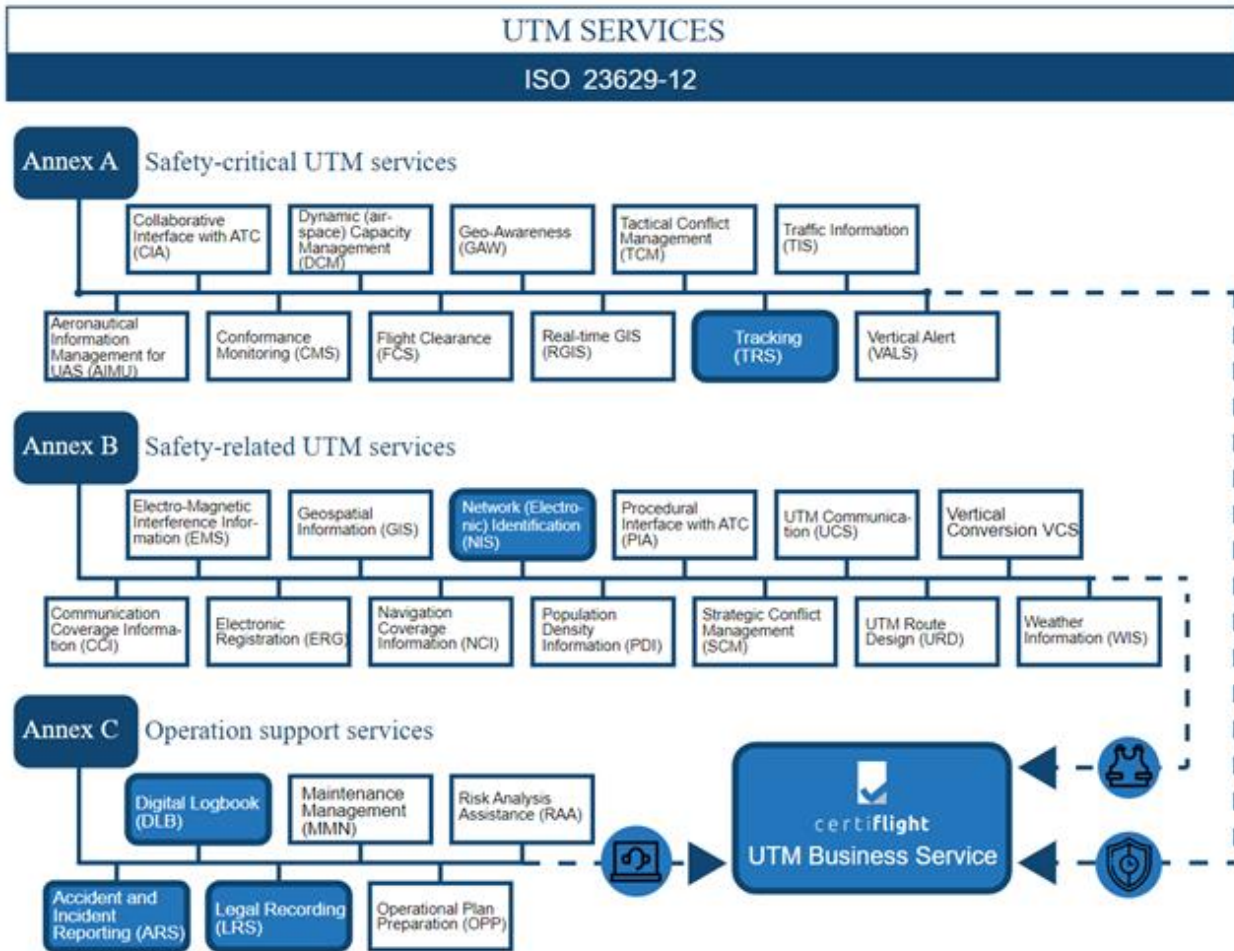 UTM SERVICES
ISO 23629-12
Annex A
Safety-critical UTM services
Collaborative
Interface with ATC
(CIA)
Dynamic (air-
space) Capacity
Management
(DCM)
Geo-Awareness
(GAW)
Tactical Conflict
Management
(TCM)
Traffic Information
(TIS)
Aeronautical
Information
Management for
UAS (AIMU)
Conformance
Monitoring (CMS)
Flight Clearance
(FCS)
Real-time GIS
(RGIS)
Tracking
(TRS)
Vertical Alert
(VALS)
Annex B
Safety-related UTM services
Electro-Magnetic
Interference Infor-
mation (EMS)
Geospatial
Information (GIS)
Network (Electro-
nic) Identification
(NIS)
Procedural
Interface with ATC
(PIA)
UTM Communica-
tion (UCS)
Vertical
Conversion VCS
Communication
Coverage Informa-
tion (CCI)
Electronic
Registration (ERG)
Navigation
Coverage
Information (NCI)
Population
Density
Information (PDI)
Strategic Conflict
Management
(SCM)
UTM Route
Design (URD)
Weather
Information (WIS)
Annex C
Operation support services
Digital Logbook
(DLB)
Maintenance
Management
(MMN)
Risk Analysis
Assistance (RAA)
Accident and
Incident
Reporting (ARS)
Legal Recording
(LRS)
Operational Plan
Preparation (OPP)
certiflight
UTM Business Service